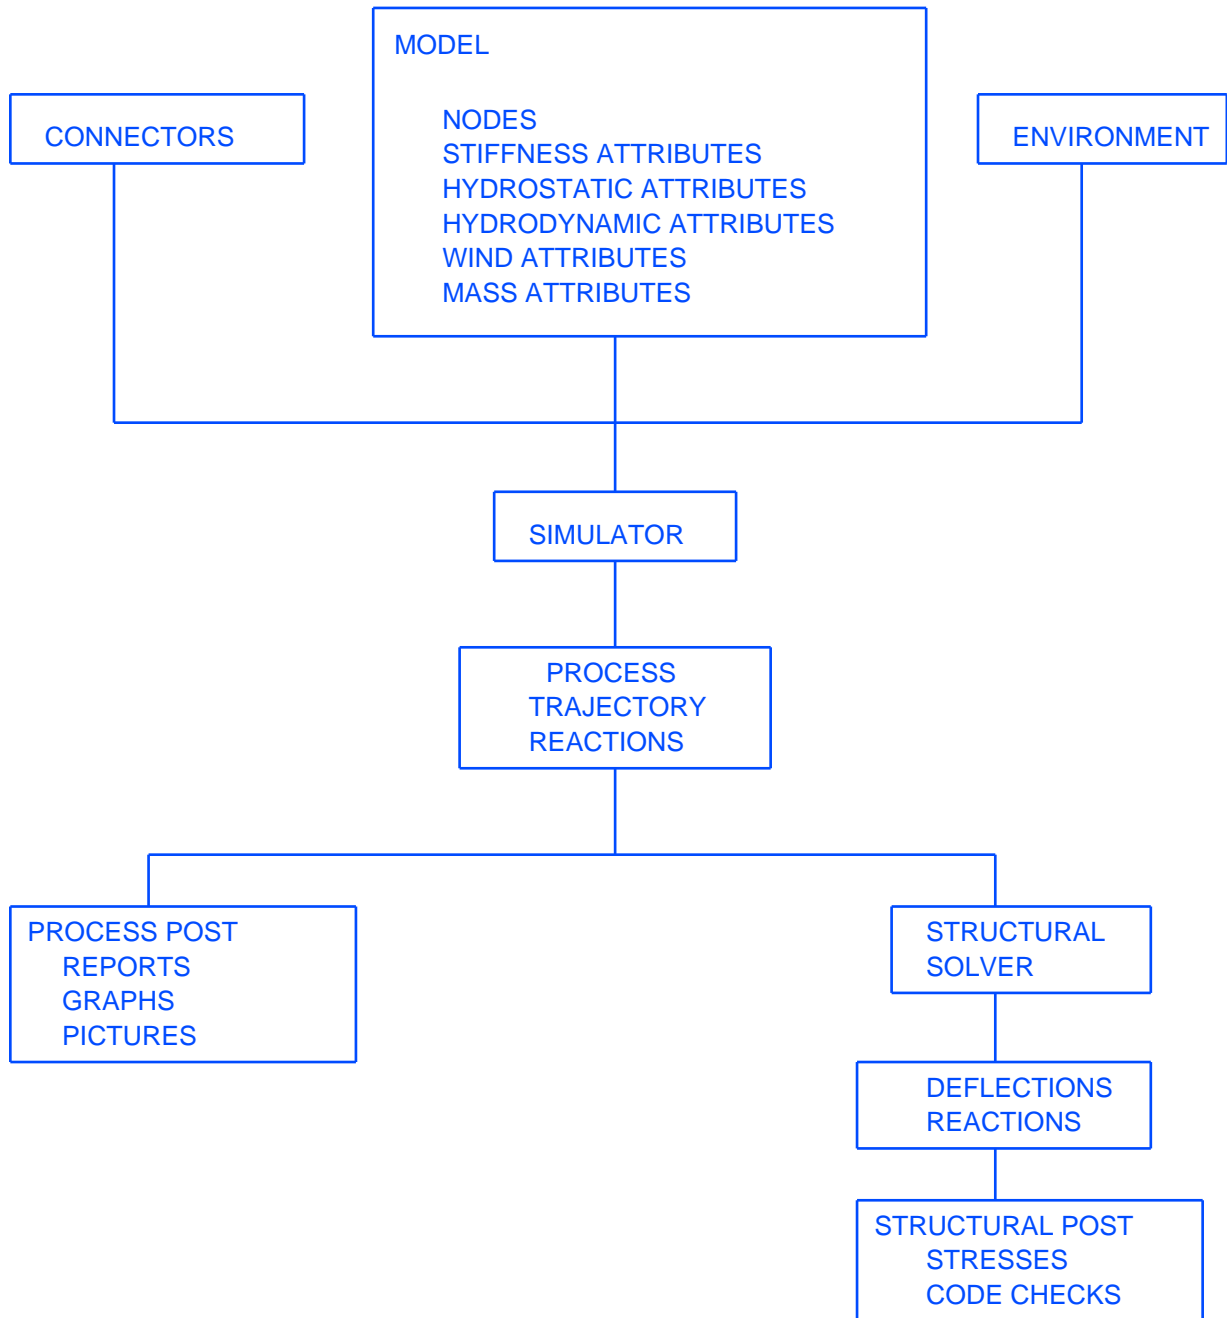 MODEL
NODES
STIFFNESS ATTRIBUTES
HYDROSTATIC ATTRIBUTES
HYDRODYNAMIC ATTRIBUTES
WIND ATTRIBUTES
MASS ATTRIBUTES
CONNECTORS
ENVIRONMENT
SIMULATOR
PROCESS
TRAJECTORY
REACTIONS
PROCESS POST
REPORTS
GRAPHS
PICTURES
STRUCTURAL
SOLVER
DEFLECTIONS
REACTIONS
STRUCTURAL POST
STRESSES
CODE CHECKS